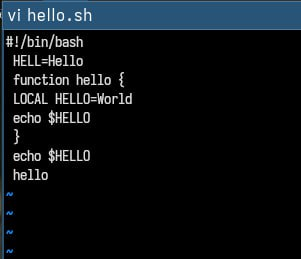 vi hello.sh
#!/bin/bash
HELL=Hello
function hello {
LOCAL HELLO=World
echo $HELLO
}
echo $HELLO
hello
~
~
~
~